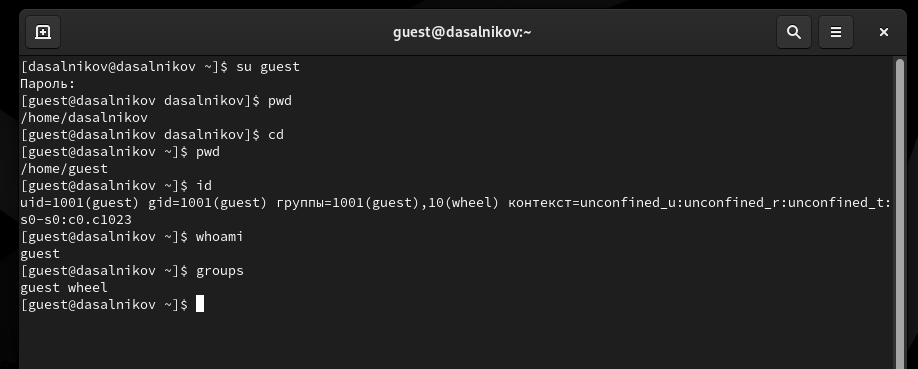 guest@dasalnikov:~
[dasalnikov@dasalnikov ~]$ su guest
Пароль:
[guest@dasalnikov dasalnikov]$ pwd
/home/dasalnikov
[guest@dasalnikov dasalnikov]$ cd
[guest@dasalnikov ~]$ pwd
/home/guest
[guest@dasalnikov ~]$ id
uid=1001(guest) gid=1001(guest) группы=1001(guest),10(wheel) контекст=unconfined_u:unconfined_r:unconfined_t:
s0-s0:c0.c1023
[guest@dasalnikov ~]$ whoami
guest
[guest@dasalnikov ~]$ groups
guest wheel
[guest@dasalnikov ~]$